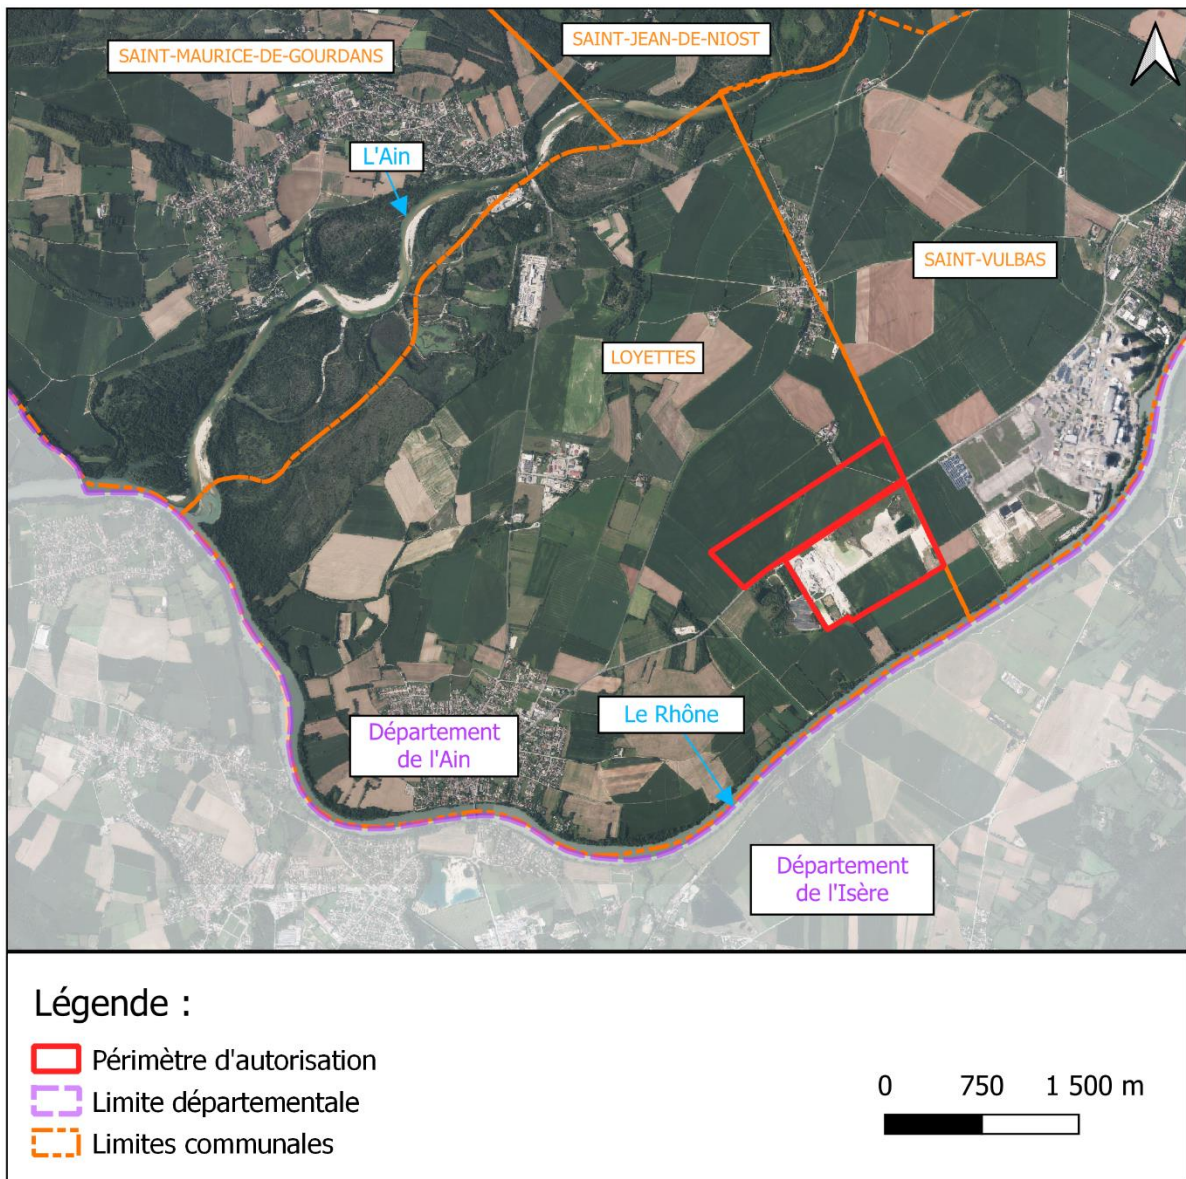 SAINT-JEAN-DE-NIOST
SAINT-MAURICE-DE-GOURDANS
L'Ain
SAINT-VULBAS
LOYETTES
Le Rhône
Département
de l'Ain
Département
de l'Isère
Légende :
Périmètre d'autorisation
Limite départementale
Limites communales
0 750 1 500 m